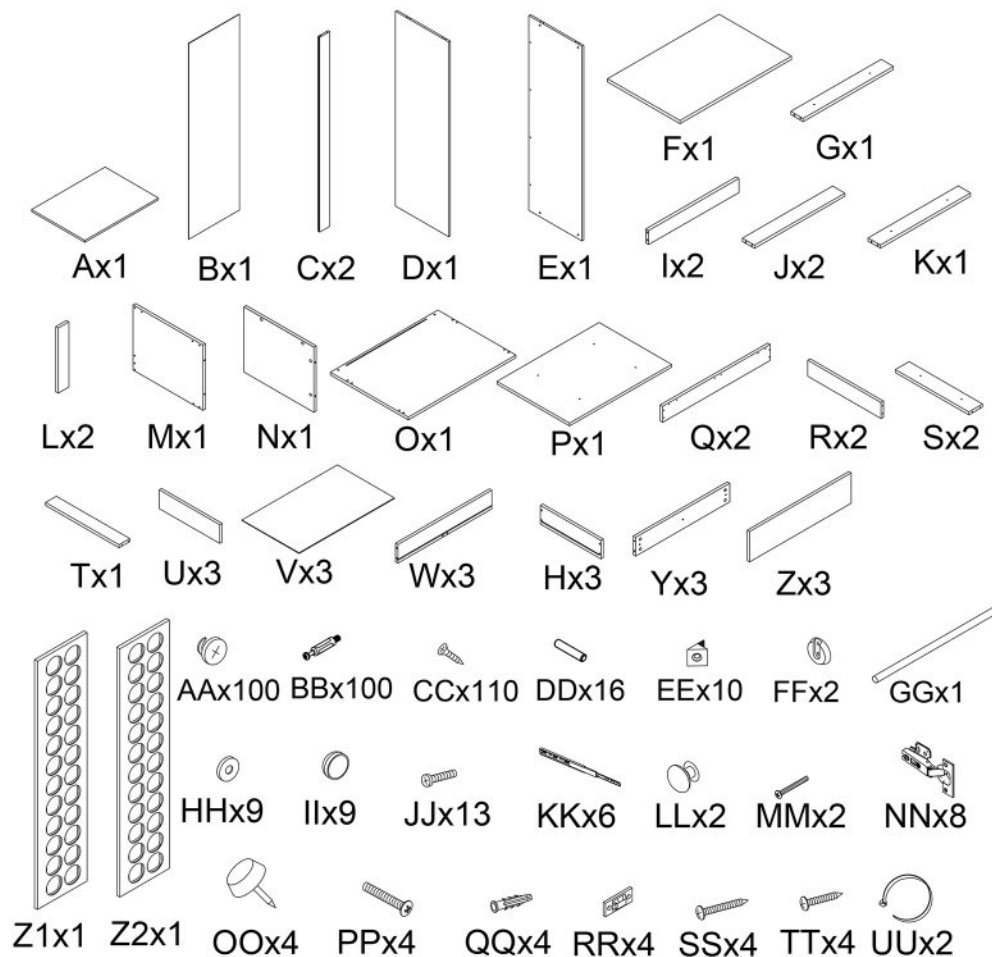 Fx1
Gx1
Ax1
Bx1
Cx2
Dx1
Ex1
Ix2
Jx2
Kx1
Lx2
Mx1
Nx1
Ox1
Px1
Qx2
Rx2
Sx2
Tx1
Ux3
Vx3
Wx3
Hx3
Yx3
Zx3
AAx100
BBx100
CCx110
DDx16
EEx10
FFx2
GGx1
HHx9
IIx9
JJx13
KKx6
LLx2
MMx2
NNx8
Z1x1
Z2x1
OOx4
PPx4
QQx4
RRx4
SSx4
TTx4
UUx2